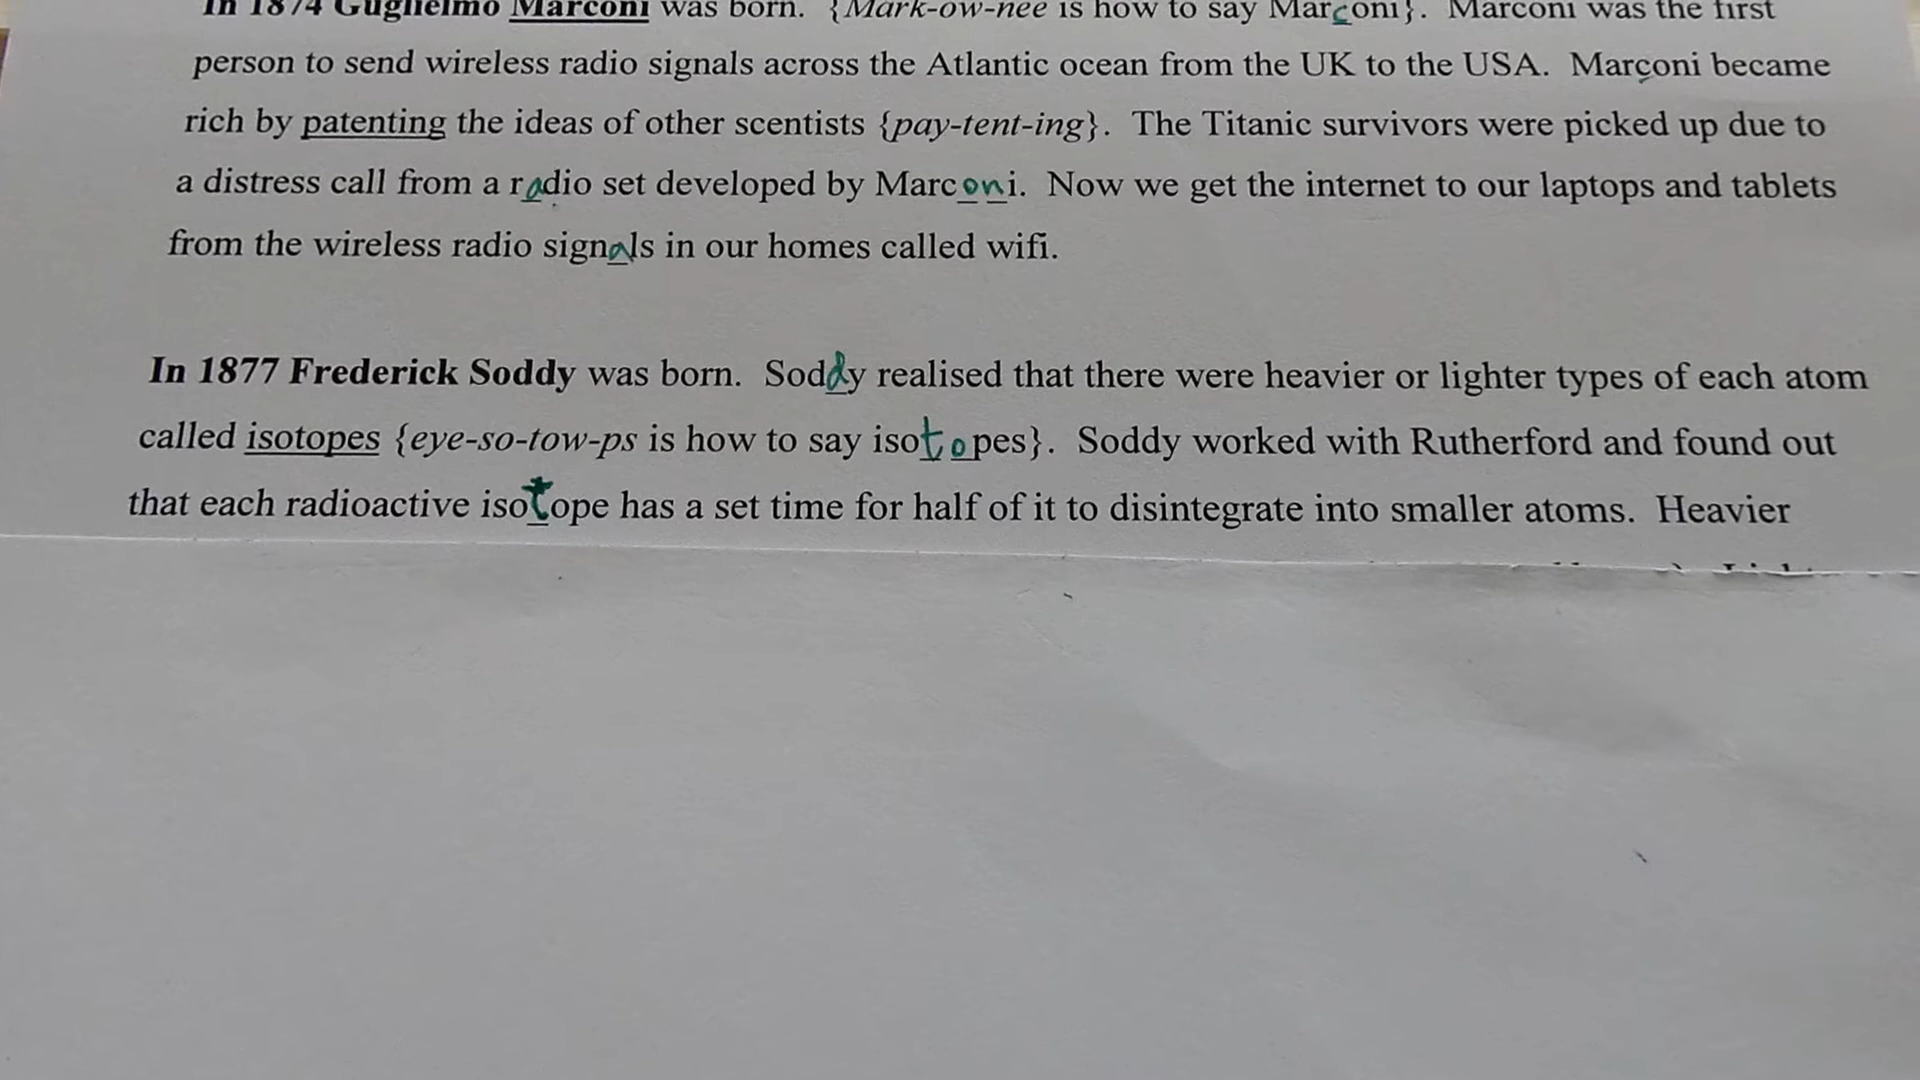 In 1874 Guglielmo Marconi was born. {Mark-ow-nee is how to say Marconi}. Marconi was the first
person to send wireless radio signals across the Atlantic ocean from the UK to the USA. Marconi became
rich by patenting the ideas of other scentists {pay-tent-ing}. The Titanic survivors were picked up due to
a distress call from a radio set developed by Marconi. Now we get the internet to our laptops and tablets
from the wireless radio signals in our homes called wifi.
In 1877 Frederick Soddy was born. Soddy realised that there were heavier or lighter types of each atom
called isotopes {eye-so-tow-ps is how to say isotopes}. Soddy worked with Rutherford and found out
that each radioactive isotope has a set time for half of it to disintegrate into smaller atoms. Heavier